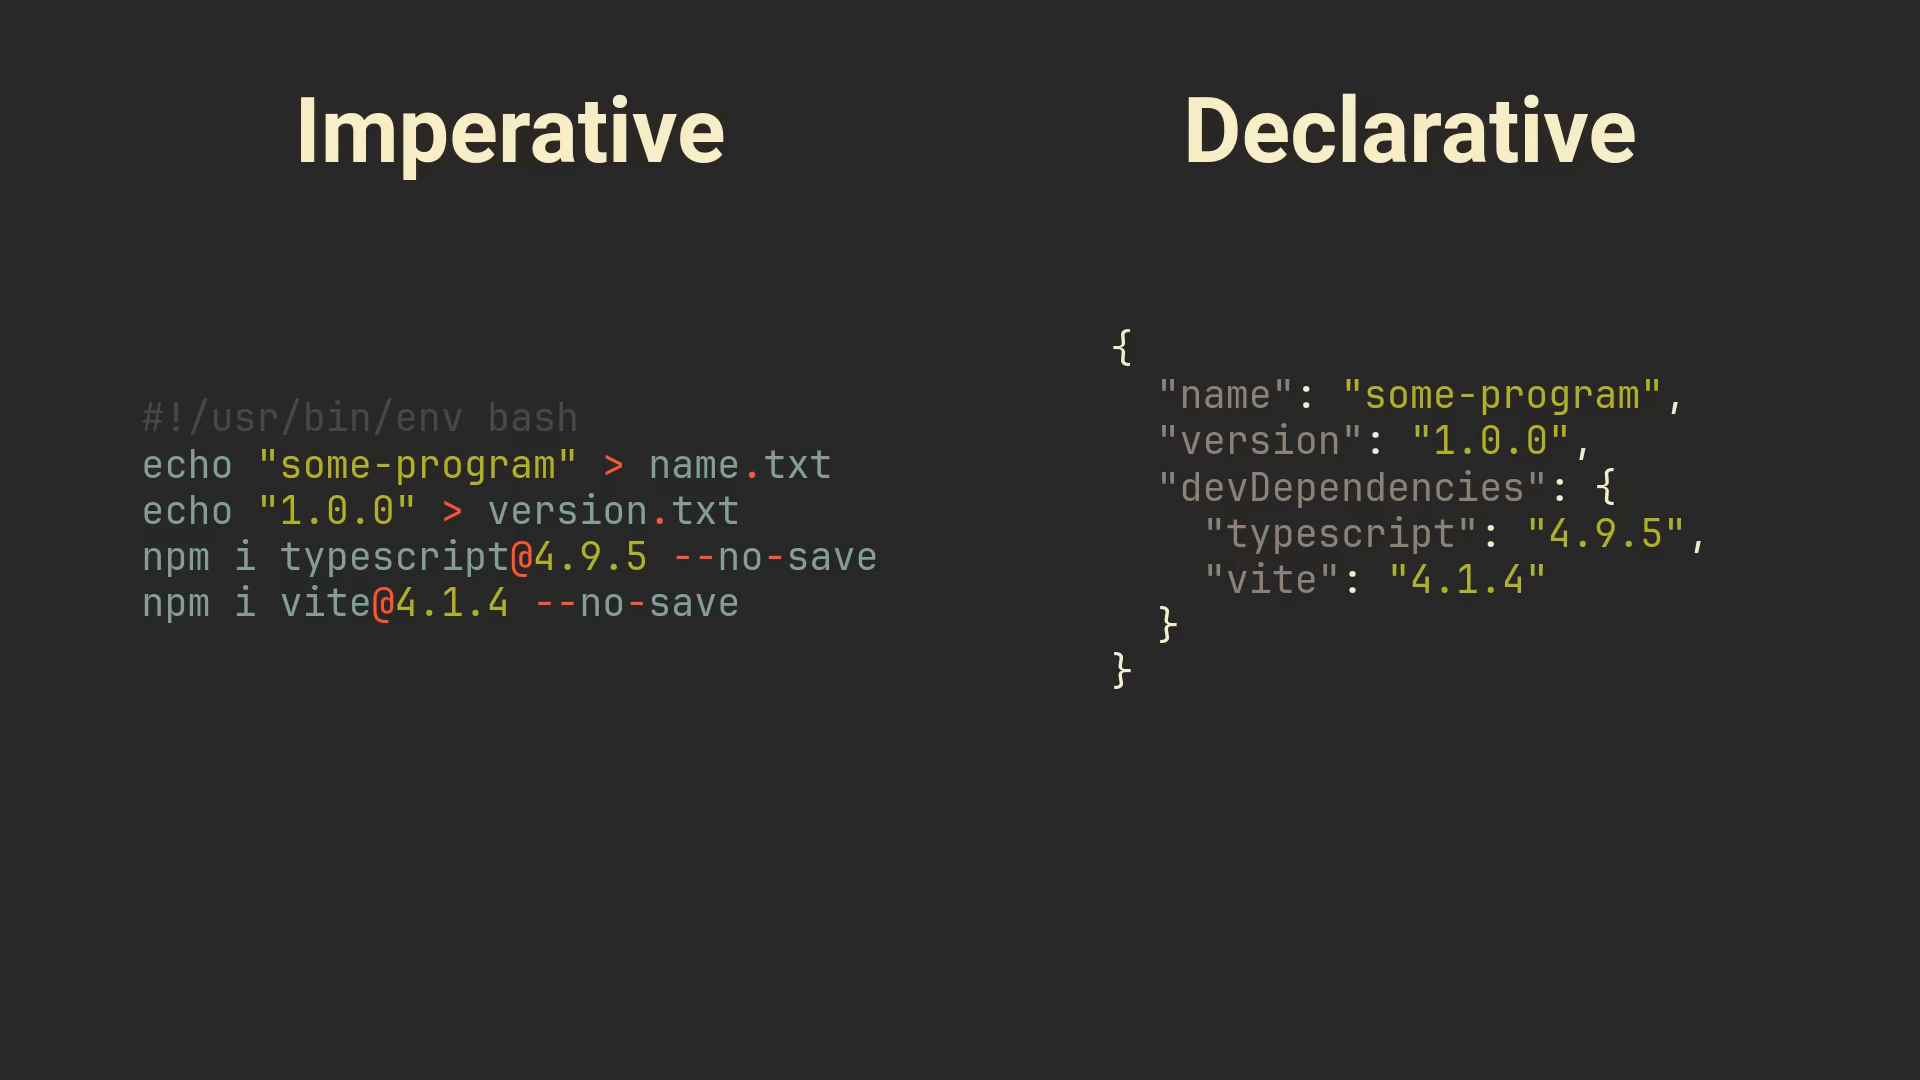 Imperative
#!/usr/bin/env bash
echo "some-program" > name.txt
echo "1.0.0" > version.txt
npm i typescript@4.9.5 --no-save
npm i vite@4.1.4 --no-save
Declarative
{
  "name": "some-program",
  "version": "1.0.0",
  "devDependencies": {
    "typescript": "4.9.5",
    "vite": "4.1.4"
  }
}